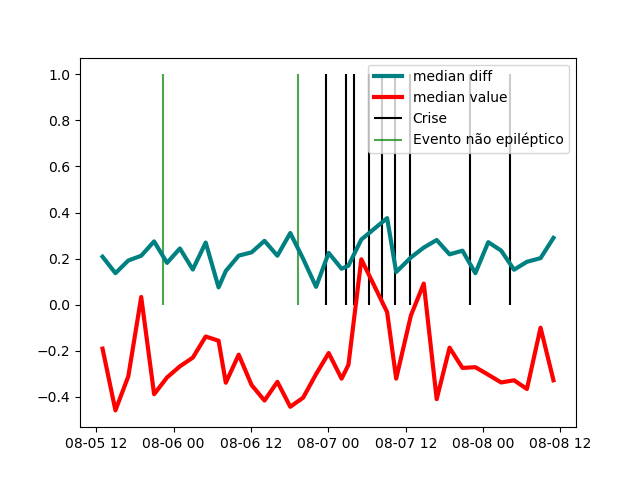 1.0
0.8
0.6
0.4
0.2
0.0
−0.2
−0.4
median diff
median value
Crise
Evento não epiléptico
08-05 12 08-06 00 08-06 12 08-07 00 08-07 12 08-08 00 08-08 12